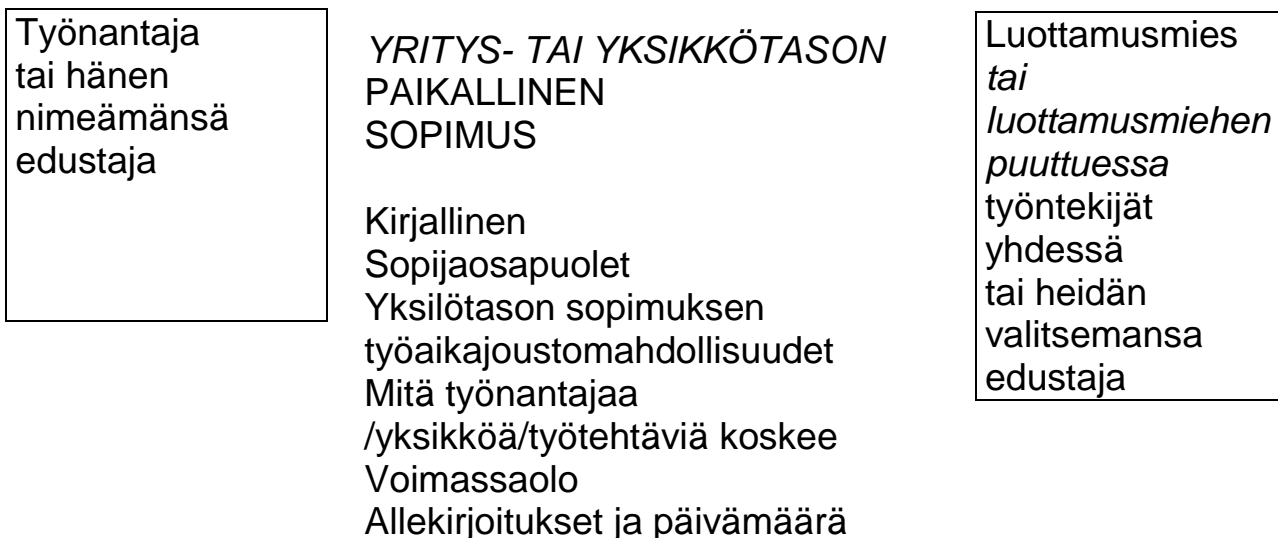 Työnantaja
tai hänen
nimeämänsä
edustaja
YRITYS- TAI YKSIKKÖTASON
PAIKALLINEN
SOPIMUS
Kirjallinen
Sopijaosapuolet
Yksilötason sopimuksen
työaikajoustomahdollisuudet
Mitä työnantajaa
/yksikköä/työtehtäviä koskee
Voimassaolo
Allekirjoitukset ja päivämäärä
Luottamusmies
tai
luottamusmiehen
puuttuessa
työntekijät
yhdessä
tai heidän
valitsemansa
edustaja